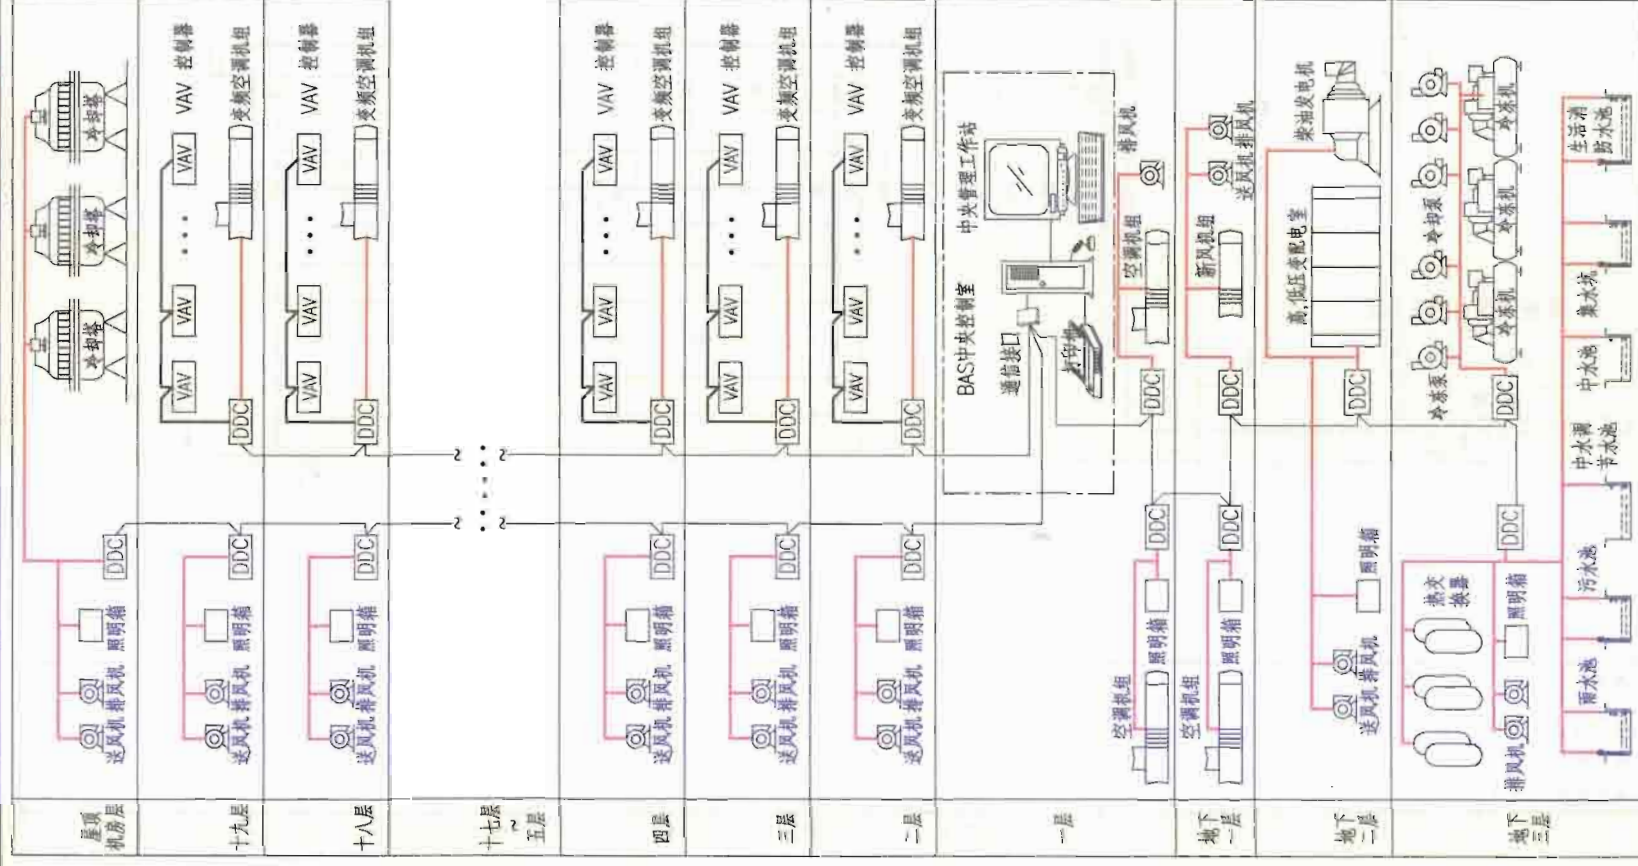 冷却塔
冷却塔
冷却塔
DDC
照明箱
送风机
排风机
屋顶
机房层
VAV 控制器
VAV
VAV
VAV
变频空调机组
DDC
DDC
照明箱
送风机
排风机
十九层
VAV 控制器
VAV
VAV
VAV
变频空调机组
DDC
DDC
照明箱
送风机
排风机
十八层
十七层
~
五层
VAV 控制器
VAV
VAV
VAV
变频空调机组
DDC
DDC
照明箱
送风机
排风机
四层
VAV 控制器
VAV
VAV
VAV
变频空调机组
DDC
DDC
照明箱
送风机
排风机
三层
VAV 控制器
VAV
VAV
VAV
变频空调机组
DDC
DDC
照明箱
送风机
排风机
二层
BAS中央控制室
中央管理工作站
通信接口
打印机
排风机
空调机组
DDC
DDC
空调机组
照明箱
一层
送风机
排风机
新风机组
DDC
DDC
空调机组
照明箱
地下
一层
柴油发电机
高、低压变配电室
DDC
照明箱
送风机
排风机
地下
二层
冷冻泵
冷却泵
冷冻机
冷冻机
冷冻机
DDC
DDC
热交
换器
照明箱
排风机
生活消
防水池
集水坑
中水池
中水调
节水池
污水池
雨水池
地下
三层